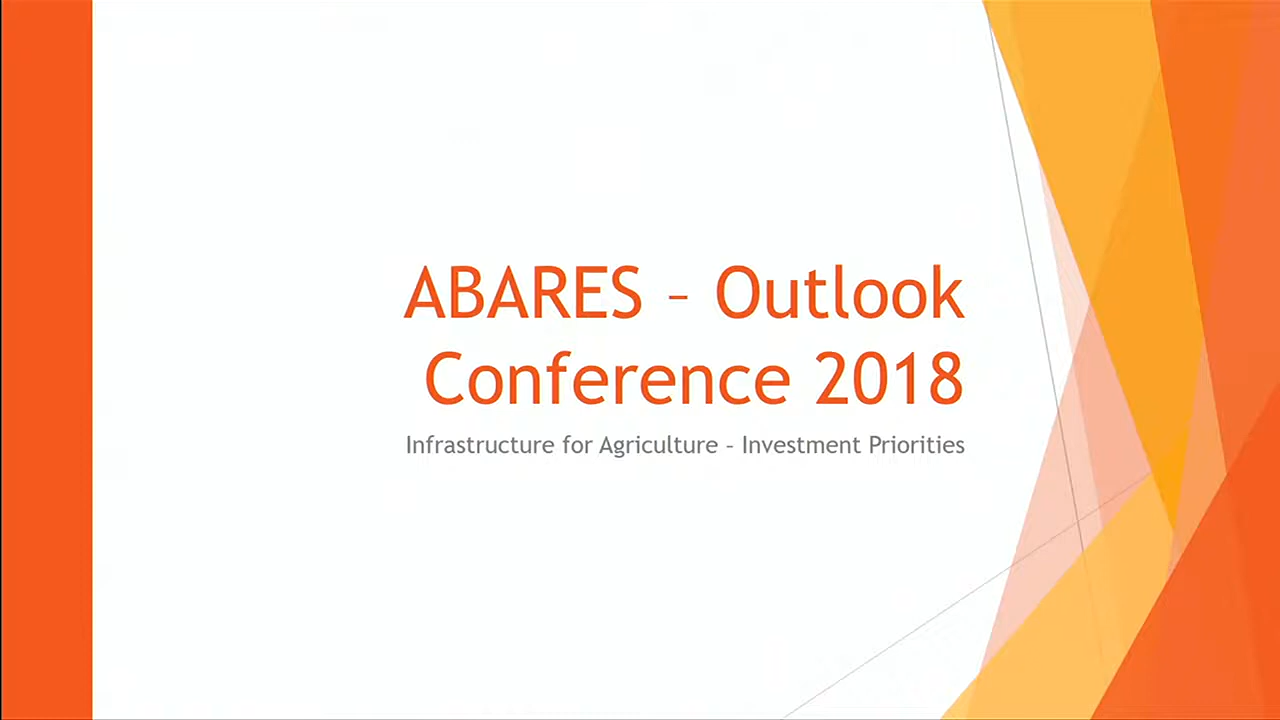 ABARES – Outlook
Conference 2018
Infrastructure for Agriculture – Investment Priorities